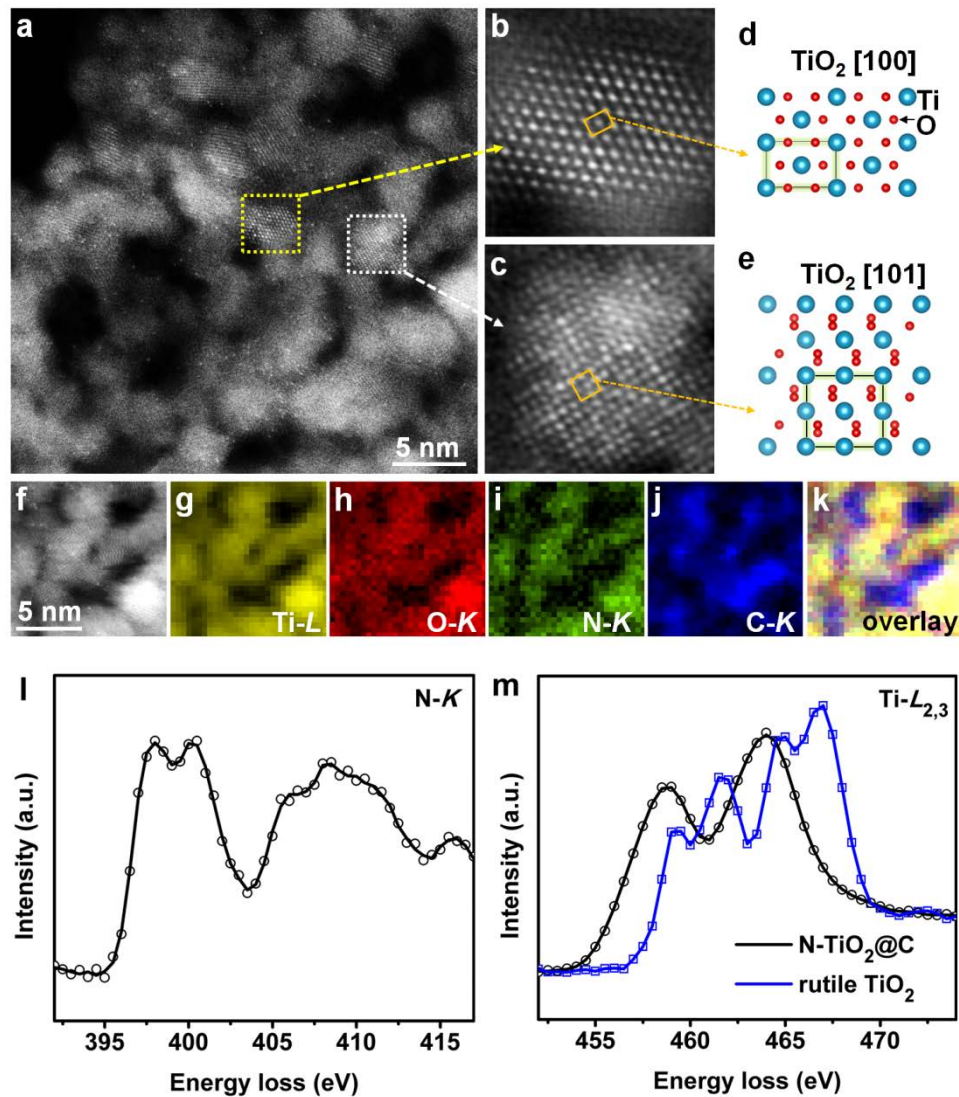 a
b
d
TiO₂ [100]
Ti
O
c
e
TiO₂ [101]
5 nm
f
g
h
i
j
k
5 nm
Ti-L
O-K
N-K
C-K
overlay
l
N-K
Intensity (a.u.)
395 400 405 410 415
Energy loss (eV)
m
Ti-L₂,₃
Intensity (a.u.)
N-TiO₂@C
rutile TiO₂
455 460 465 470
Energy loss (eV)